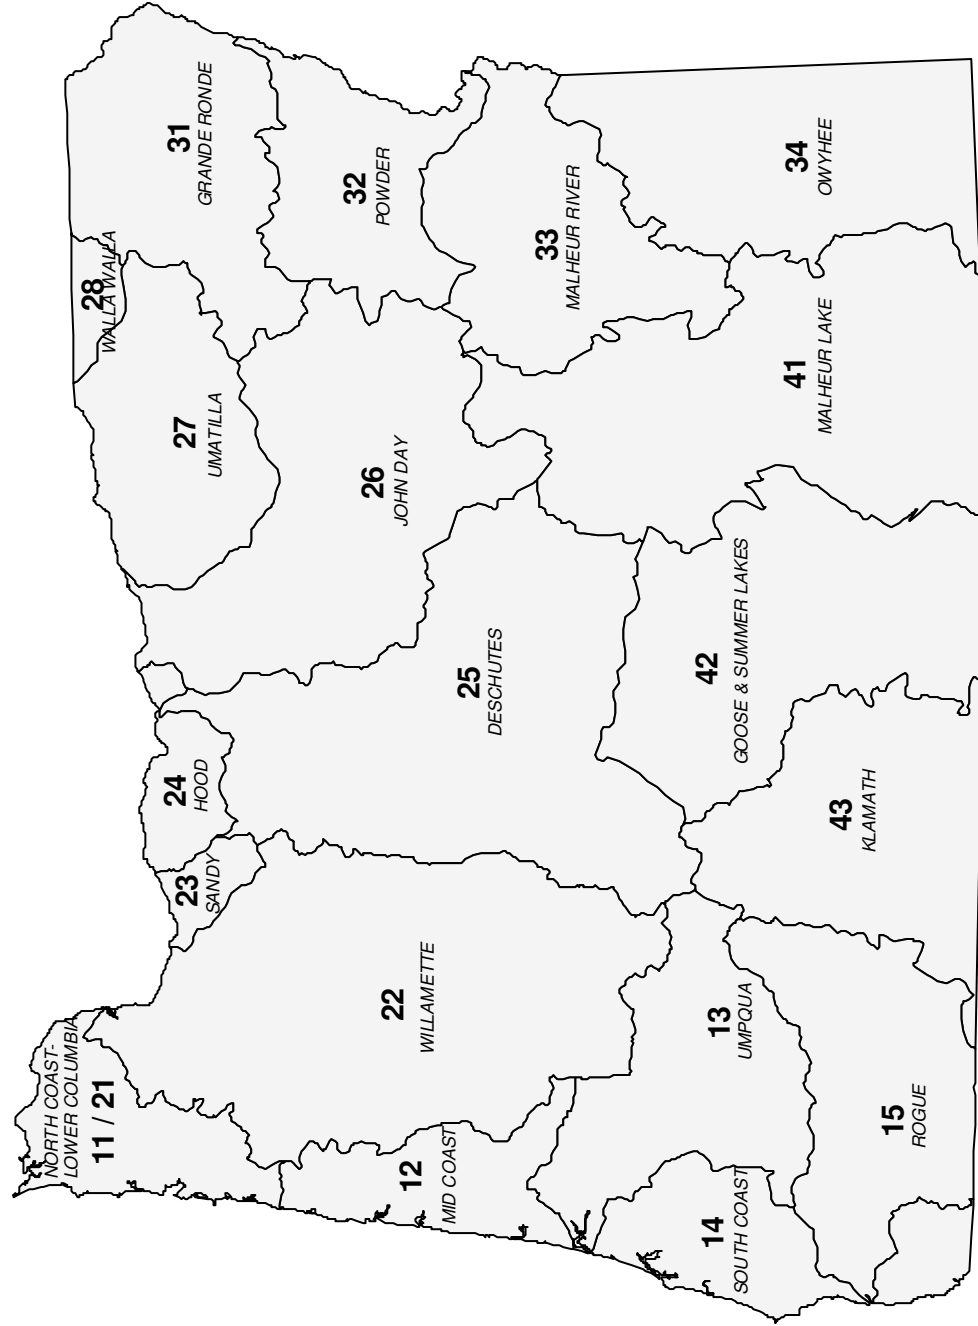 NORTH COAST-
LOWER COLUMBIA
11 / 21
12
MID COAST
22
WILLAMETTE
23
SANDY
24
HOOD
25
DESCHUTES
26
JOHN DAY
27
UMATILLA
28
WALLA WALLA
31
GRANDE RONDE
32
POWDER
33
MALHEUR RIVER
34
OWYHEE
41
MALHEUR LAKE
42
GOOSE & SUMMER LAKES
43
KLAMATH
13
UMPQUA
14
SOUTH COAST
15
ROGUE